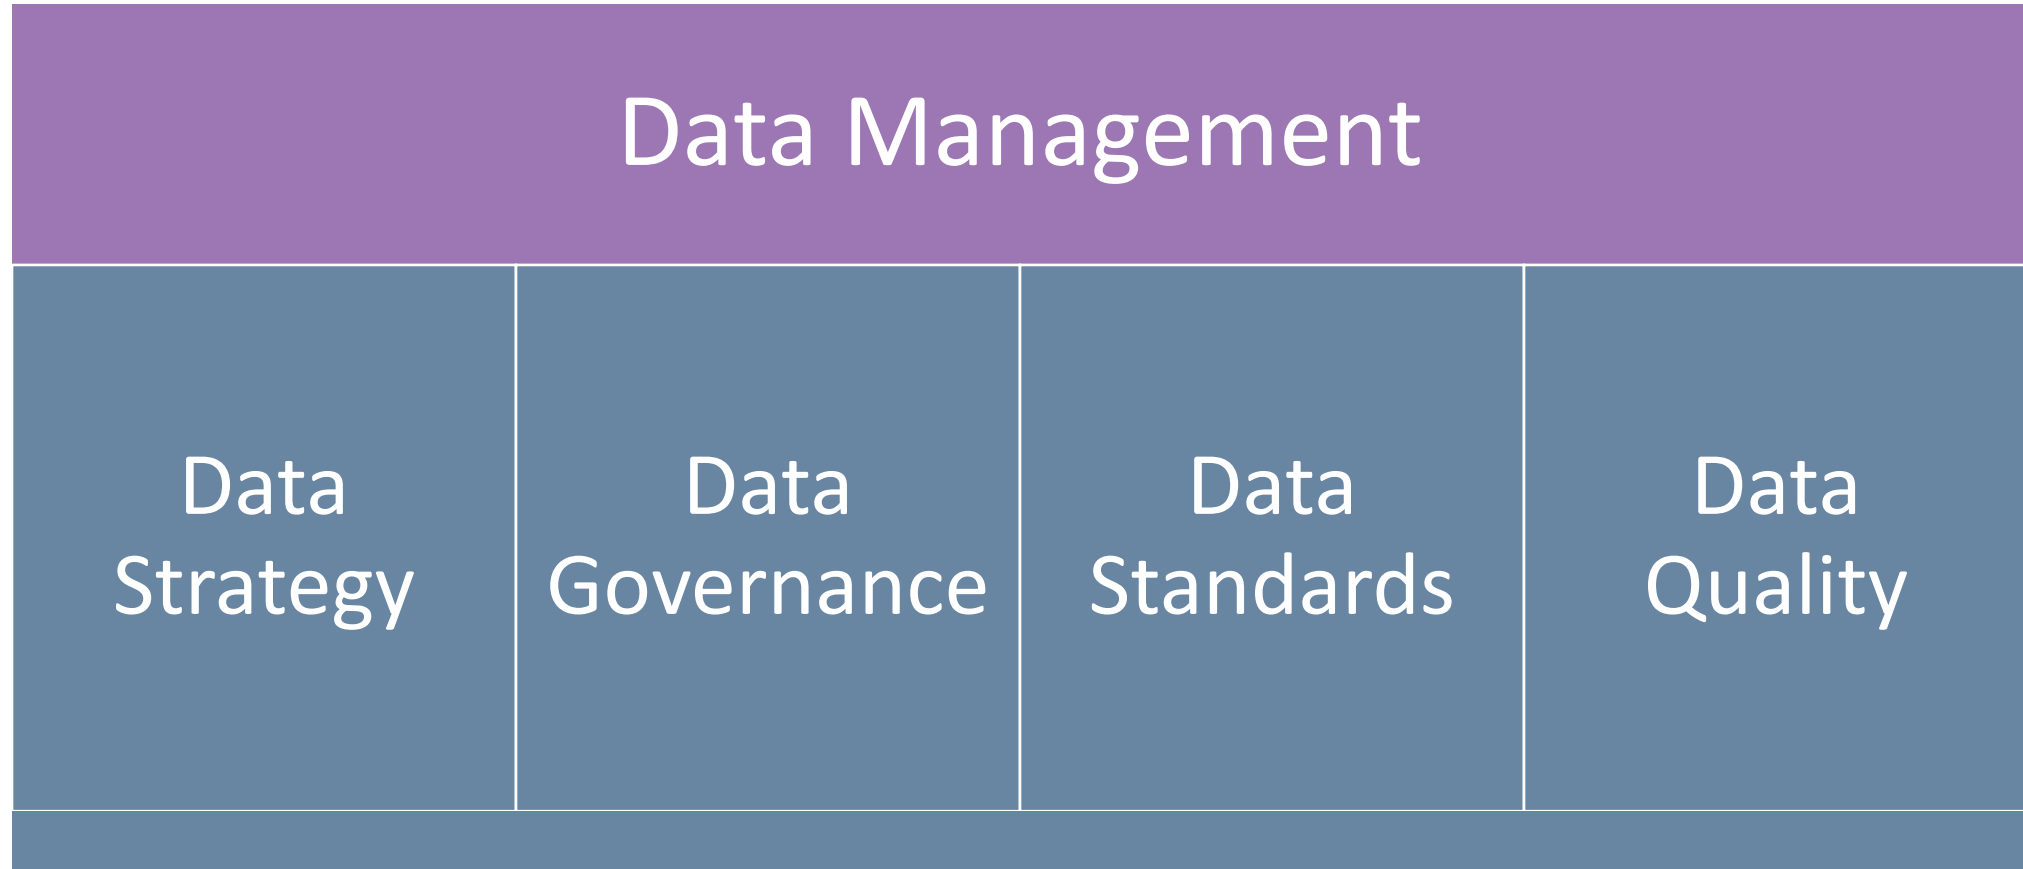 Data Management
Data
Strategy
Data
Governance
Data
Standards
Data
Quality